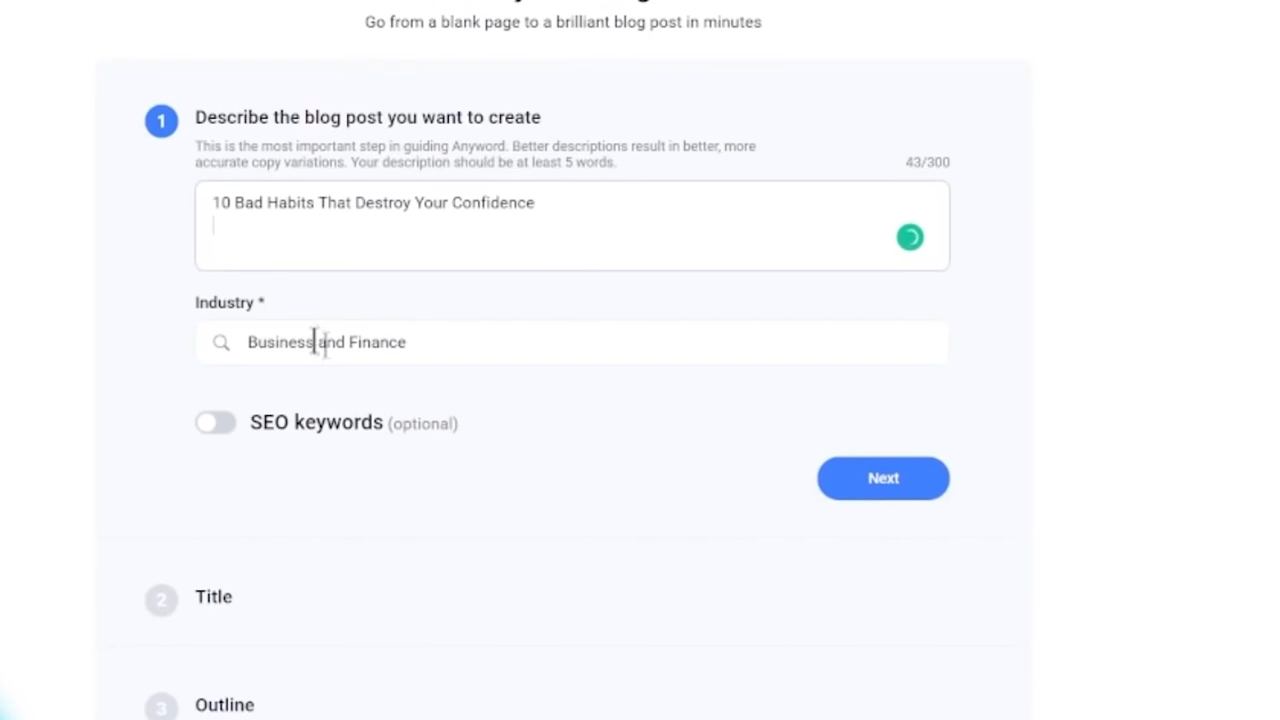 Go from a blank page to a brilliant blog post in minutes
1
Describe the blog post you want to create
This is the most important step in guiding Anyword. Better descriptions result in better, more
accurate copy variations. Your description should be at least 5 words.
43/300
10 Bad Habits That Destroy Your Confidence
Industry *
Business and Finance
SEO keywords (optional)
Next
2
Title
3
Outline